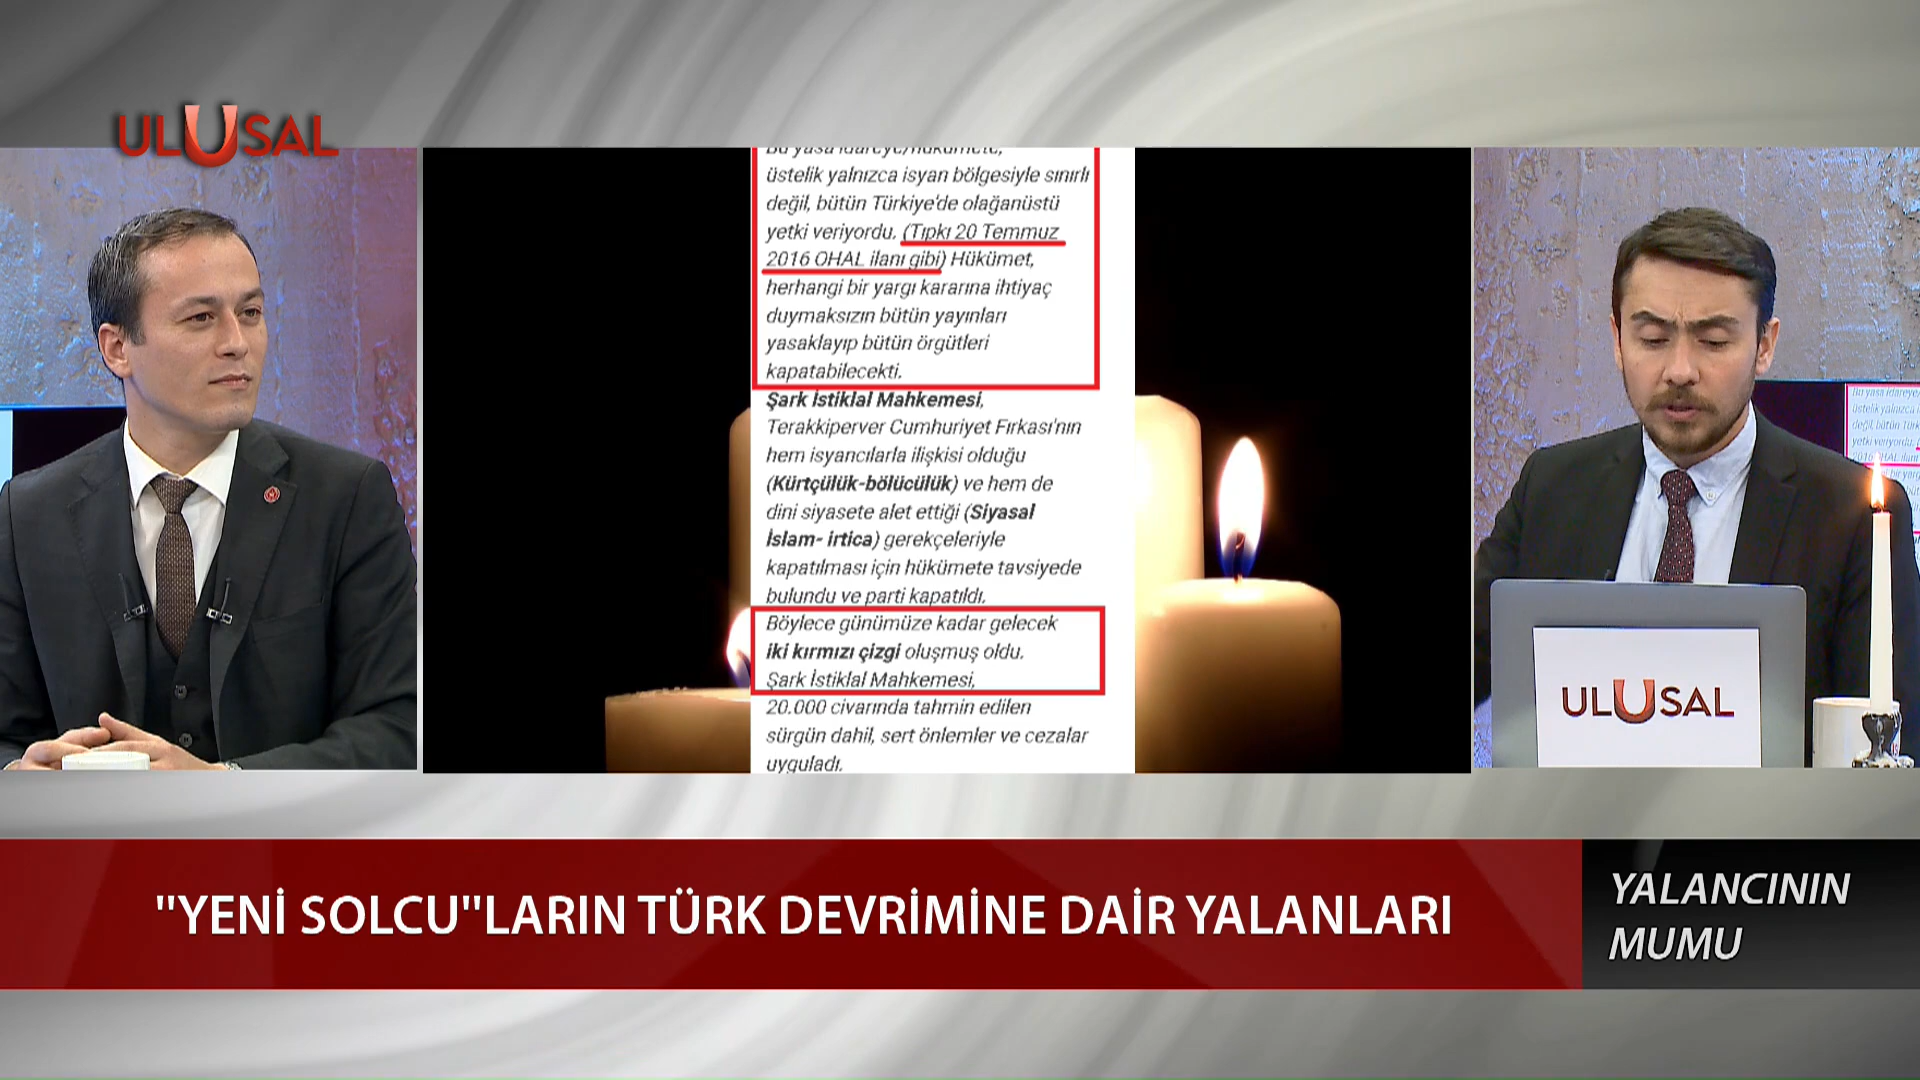 ULUSAL
Bu yasa idareye/hükümete,
üstelik yalnızca isyan bölgesiyle sınırlı
değil, bütün Türkiye'de olağanüstü
yetki veriyordu. (Tıpkı 20 Temmuz
2016 OHAL ilanı gibi) Hükümet,
herhangi bir yargı kararına ihtiyaç
duymaksızın bütün yayınları
yasaklayıp bütün örgütleri
kapatabilecekti.
Şark İstiklal Mahkemesi,
Terakkiperver Cumhuriyet Fırkası'nın
hem isyancılarla ilişkisi olduğu
(Kürtçülük-bölücülük) ve hem de
dini siyasete alet ettiği (Siyasal
İslam- irtica) gerekçeleriyle
kapatılması için hükümete tavsiyede
bulundu ve parti kapatıldı.
Böylece günümüze kadar gelecek
iki kırmızı çizgi oluşmuş oldu.
Şark İstiklal Mahkemesi,
20.000 civarında tahmin edilen
sürgün dahil, sert önlemler ve cezalar
uyguladı.
ULUSAL
"YENİ SOLCU"LARIN TÜRK DEVRİMİNE DAİR YALANLARI
YALANCININ
MUMU